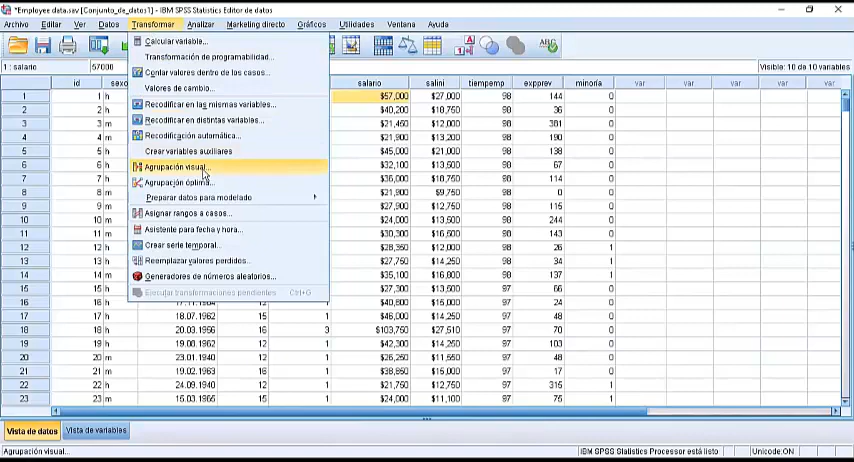 *Employee data.sav [Conjunto_de_datos1] - IBM SPSS Statistics Editor de datos
Archivo Editar Ver Datos Transformar Analizar Marketing directo Gráficos Utilidades Ventana Ayuda
1 : salario 57000 Visible: 10 de 10 variables
Calcular variable...
Transformación de programabilidad...
Contar valores dentro de los casos...
Valores de cambio...
Recodificar en las mismas variables...
Recodificar en distintas variables...
Recodificación automática...
Crear variables auxiliares
Agrupación visual...
Agrupación óptima...
Preparar datos para modelado
Asignar rangos a casos...
Asistente para fecha y hora...
Crear serie temporal...
Reemplazar valores perdidos...
Generadores de números aleatorios...
Ejecutar transformaciones pendientes Ctrl+G
id sexo salario salini tiempemp expprev minoría var var var var var
1 1 h $57,000 $27,000 98 144 0
2 2 h $40,200 $18,750 98 36 0
3 3 m $21,450 $12,000 98 381 0
4 4 m $21,900 $13,200 98 190 0
5 5 h $45,000 $21,000 98 138 0
6 6 h $32,100 $13,500 98 67 0
7 7 h $36,000 $18,750 98 114 0
8 8 m $21,900 $9,750 98 0 0
9 9 m $27,900 $12,750 98 115 0
10 10 m $24,000 $13,500 98 244 0
11 11 m $30,300 $16,500 98 143 0
12 12 h $28,350 $12,000 98 26 1
13 13 h $27,750 $14,250 98 34 1
14 14 m $35,100 $16,800 98 137 1
15 15 h $27,300 $13,500 97 66 0
16 16 h 17.11.1964 12 1 $40,800 $15,000 97 24 0
17 17 h 18.07.1962 15 1 $46,000 $14,250 97 48 0
18 18 h 20.03.1956 16 3 $103,750 $27,510 97 70 0
19 19 h 19.08.1962 12 1 $42,300 $14,250 97 103 0
20 20 m 23.01.1940 12 1 $26,250 $11,550 97 48 0
21 21 m 19.02.1963 16 1 $38,850 $15,000 97 17 0
22 22 h 24.09.1940 12 1 $21,750 $12,750 97 315 1
23 23 m 16.03.1965 15 1 $24,000 $11,100 97 75 1
Vista de datos Vista de variables
Agrupación visual... IBM SPSS Statistics Processor está listo Unicode:ON